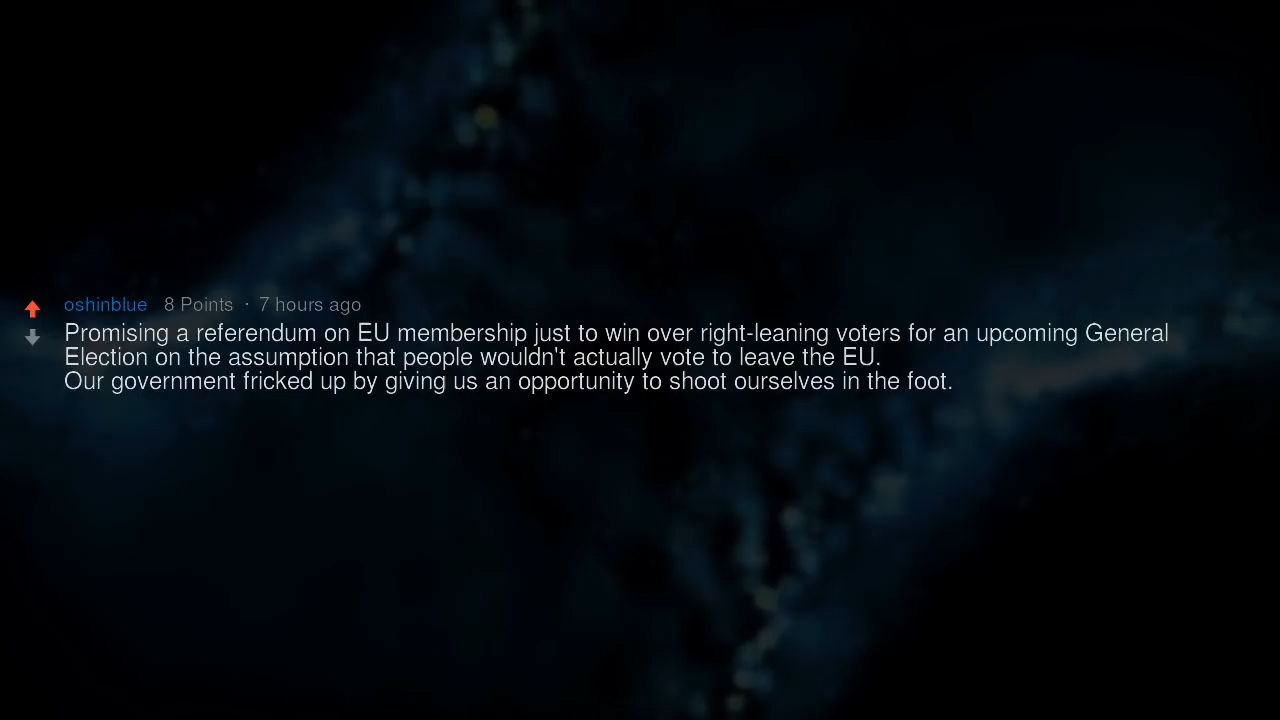 oshinblue 8 Points · 7 hours ago
Promising a referendum on EU membership just to win over right-leaning voters for an upcoming General
Election on the assumption that people wouldn't actually vote to leave the EU.
Our government fricked up by giving us an opportunity to shoot ourselves in the foot.